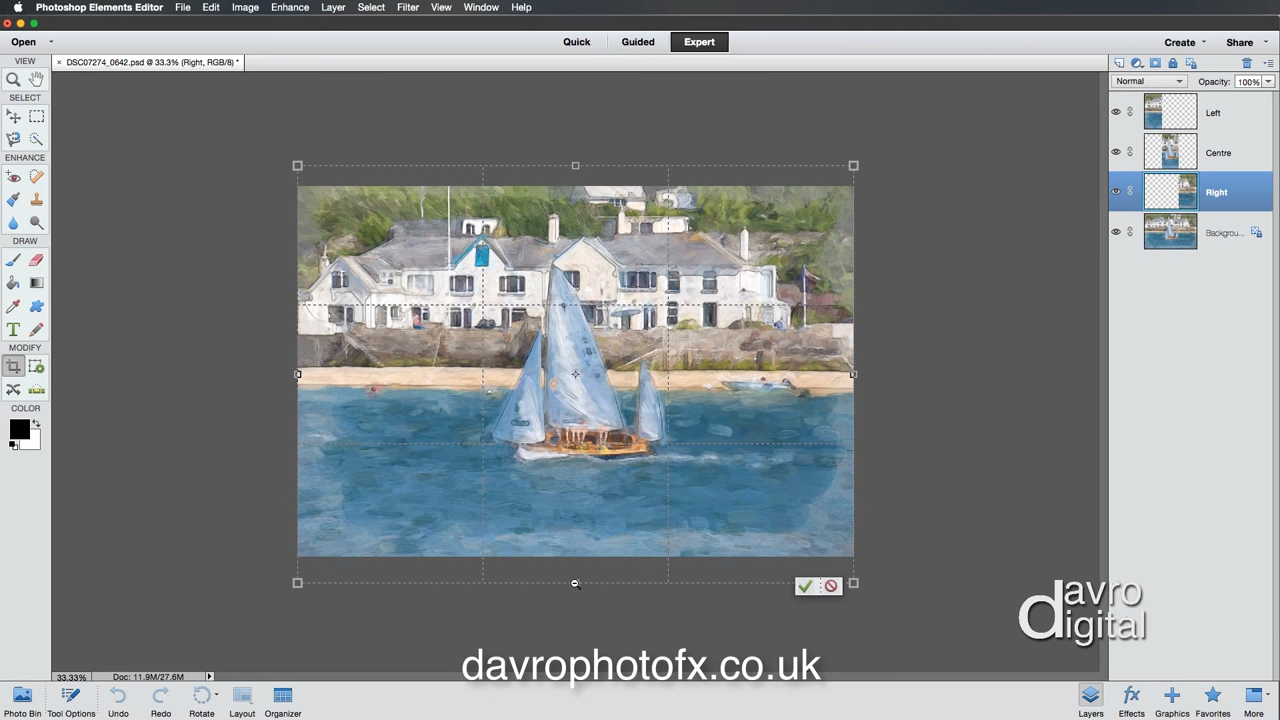 Photoshop Elements Editor File Edit Image Enhance Layer Select Filter View Window Help
Open Quick Guided Expert Create Share
VIEW
× DSC07274_0642.psd @ 33.3% (Right, RGB/8) *
Normal Opacity: 100%
SELECT
Left
ENHANCE
Centre
Right
Backgrou...
DRAW
MODIFY
COLOR
davro
digital
davrophotofx.co.uk
33.33% Doc: 11.9M/27.6M
Photo Bin Tool Options Undo Redo Rotate Layout Organizer Layers Effects Graphics Favorites More